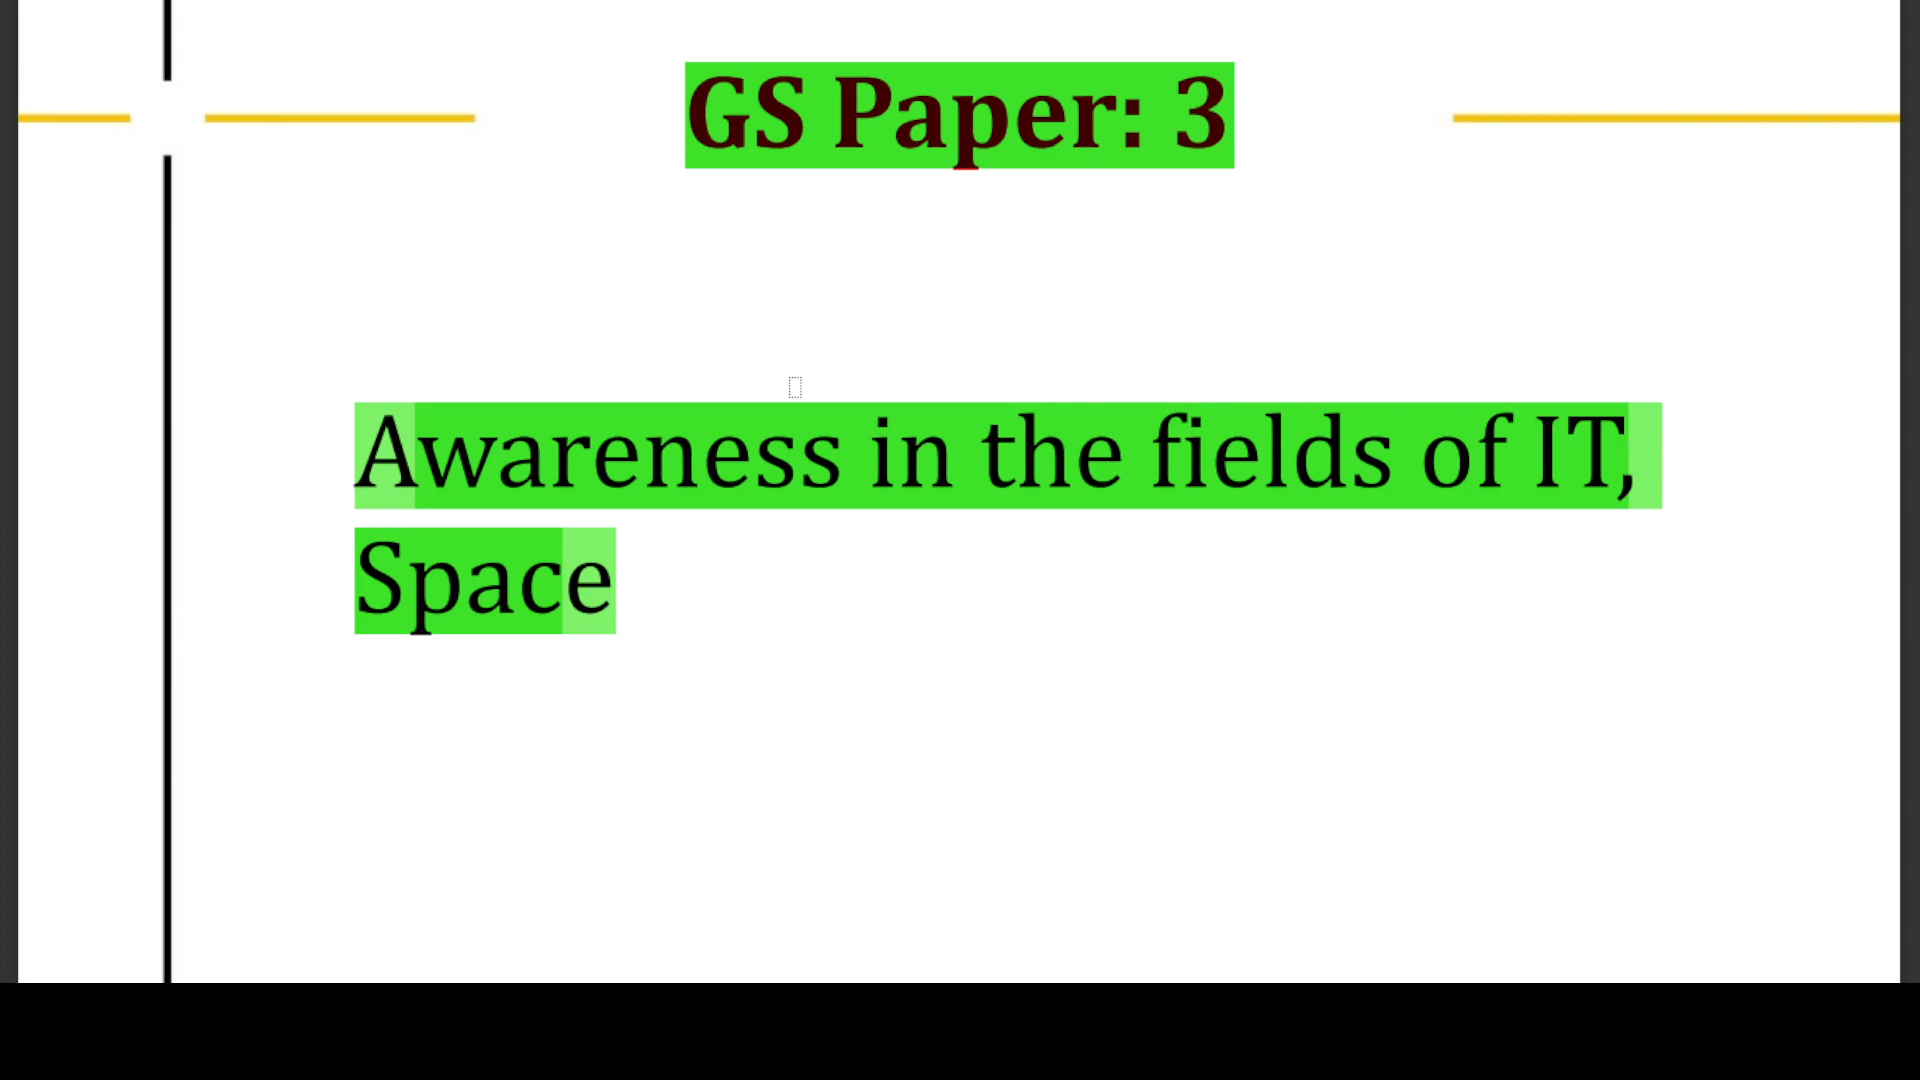 GS Paper: 3
Awareness in the fields of IT,
Space